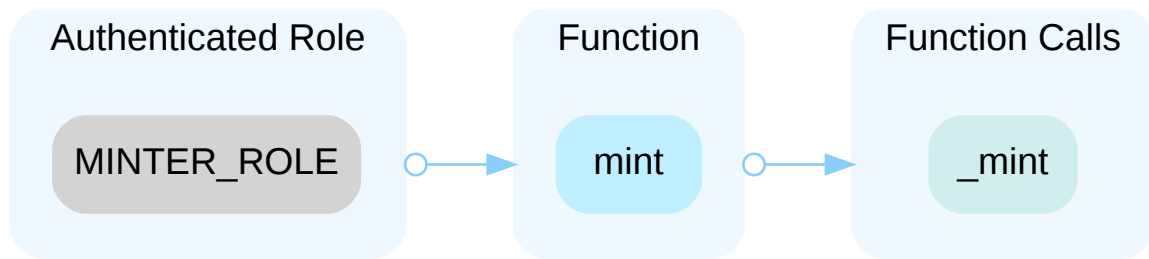 Authenticated Role
Function
Function Calls
MINTER_ROLE
mint
_mint